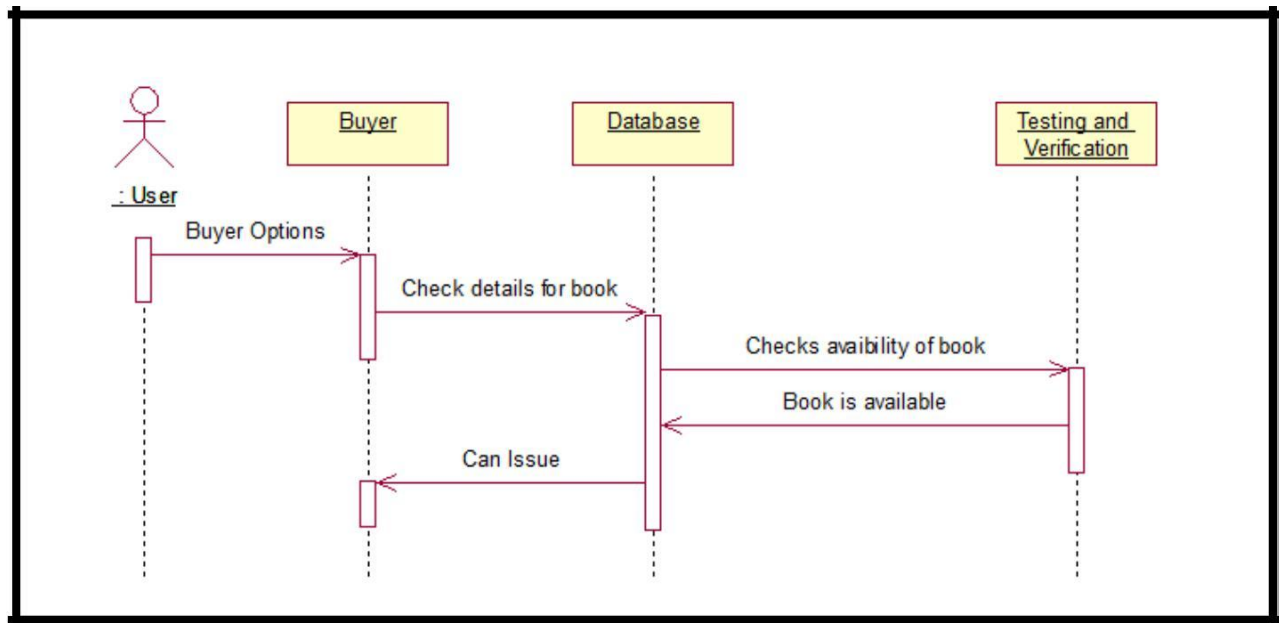 Buyer
Database
Testing and
Verification
: User
Buyer Options
Check details for book
Checks avaibility of book
Book is available
Can Issue